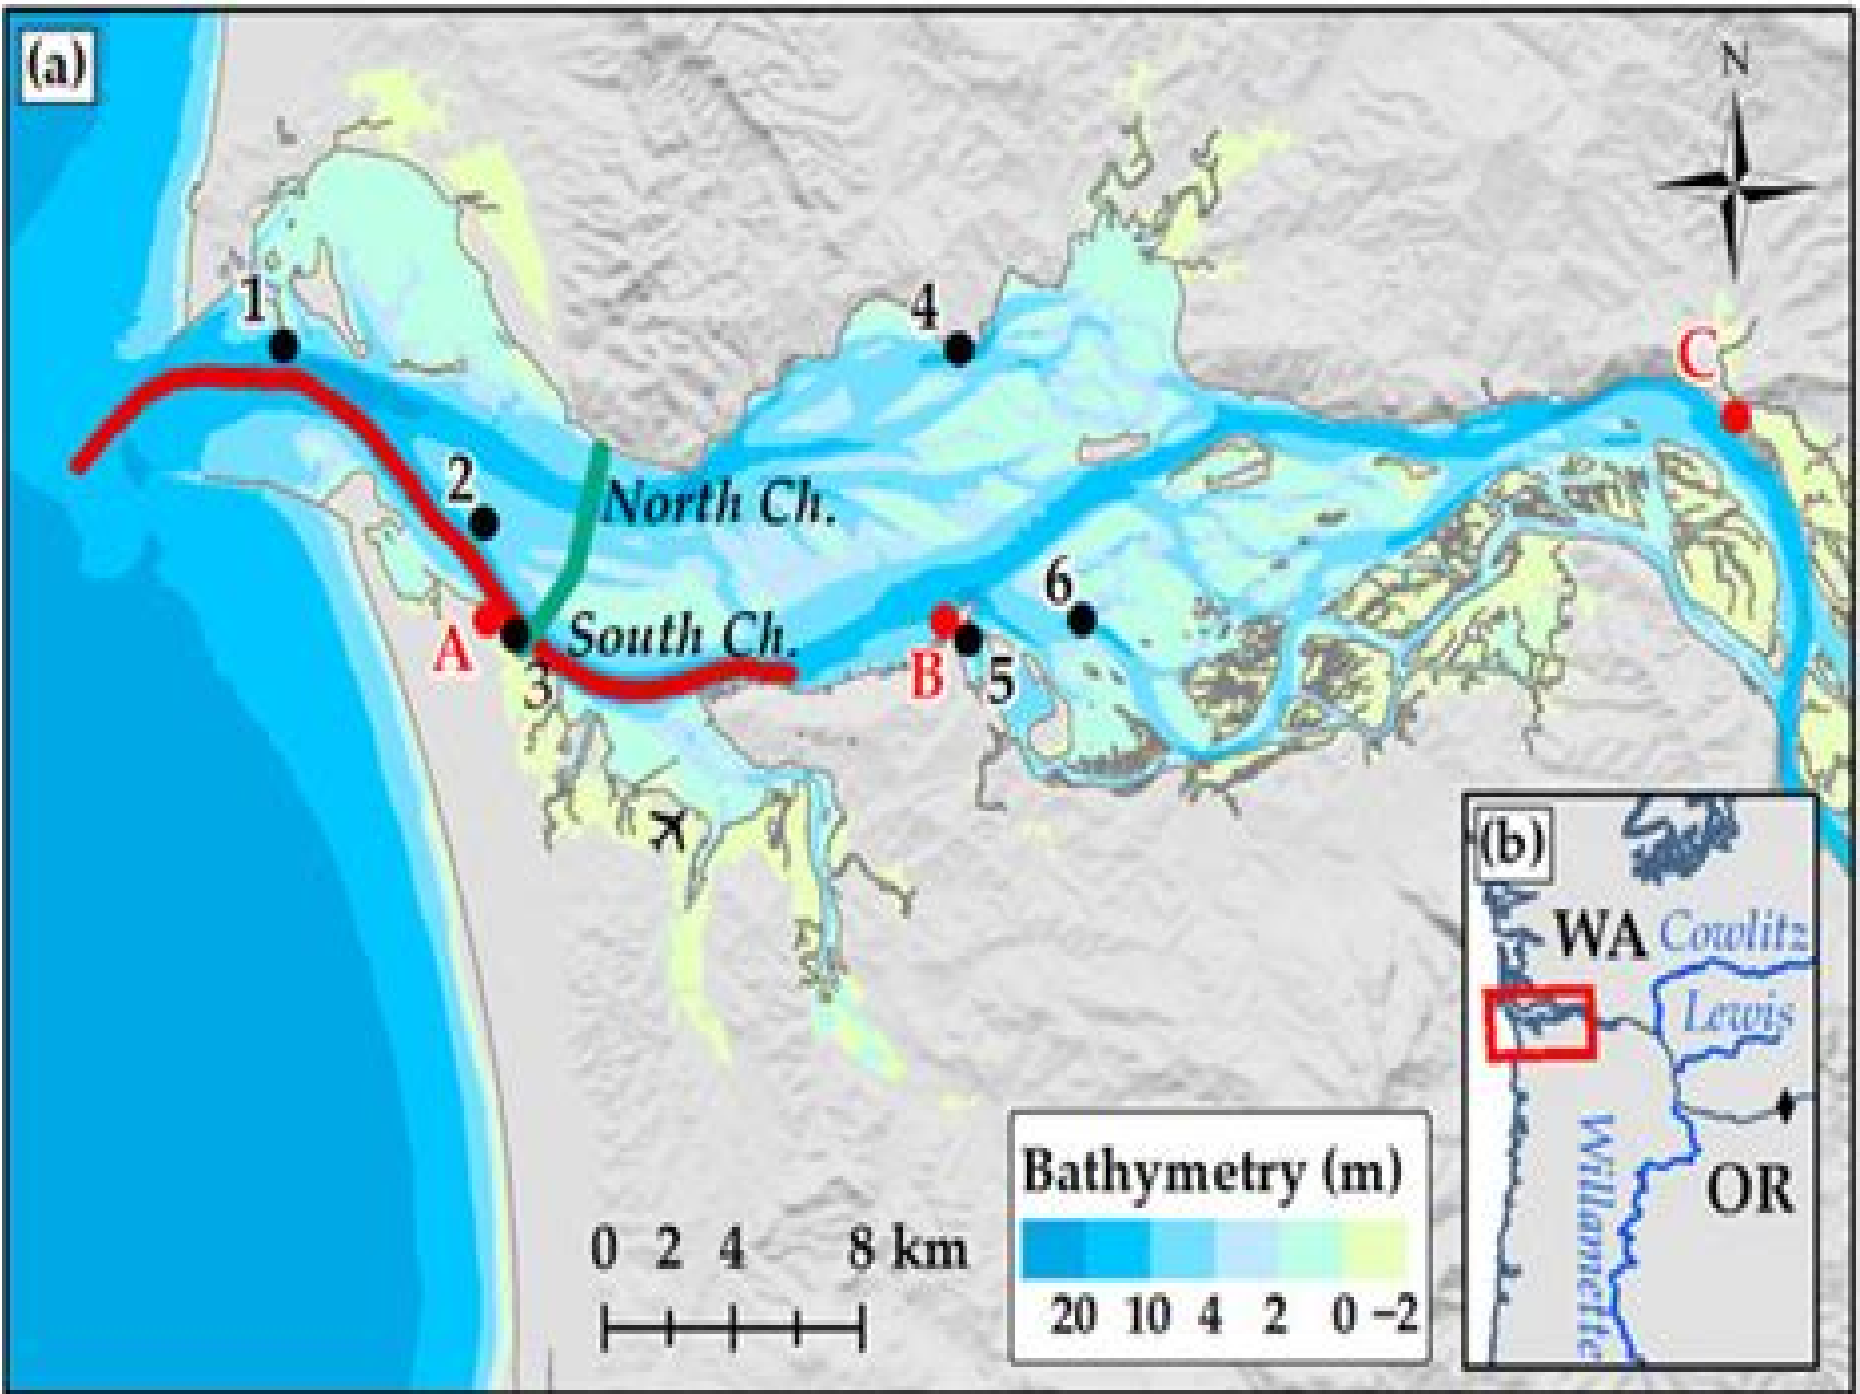 (a)
N
1
4
C
2
North Ch.
6
A
3
South Ch.
B
5
(b)
WA
Cowlitz
Lewis
Willamette
OR
Bathymetry (m)
20 10 4 2 0 −2
0 2 4 8 km